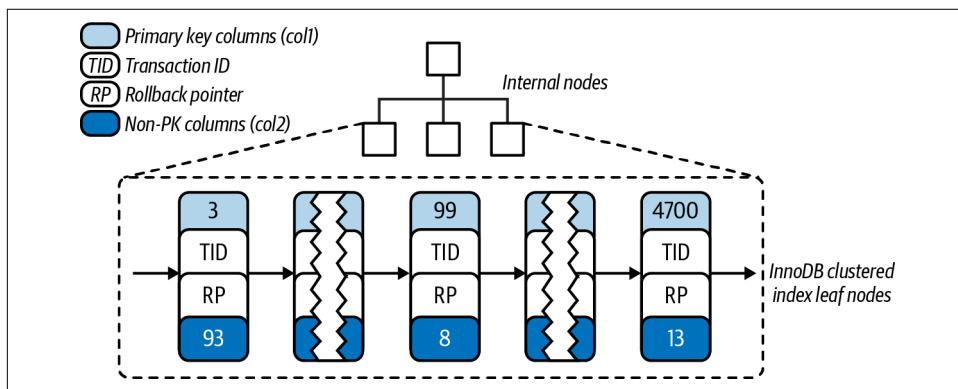 Primary key columns (col1)
TID Transaction ID
RP Rollback pointer
Non-PK columns (col2)
Internal nodes
3 99 4700
TID TID TID
RP RP RP
93 8 13
InnoDB clustered
index leaf nodes